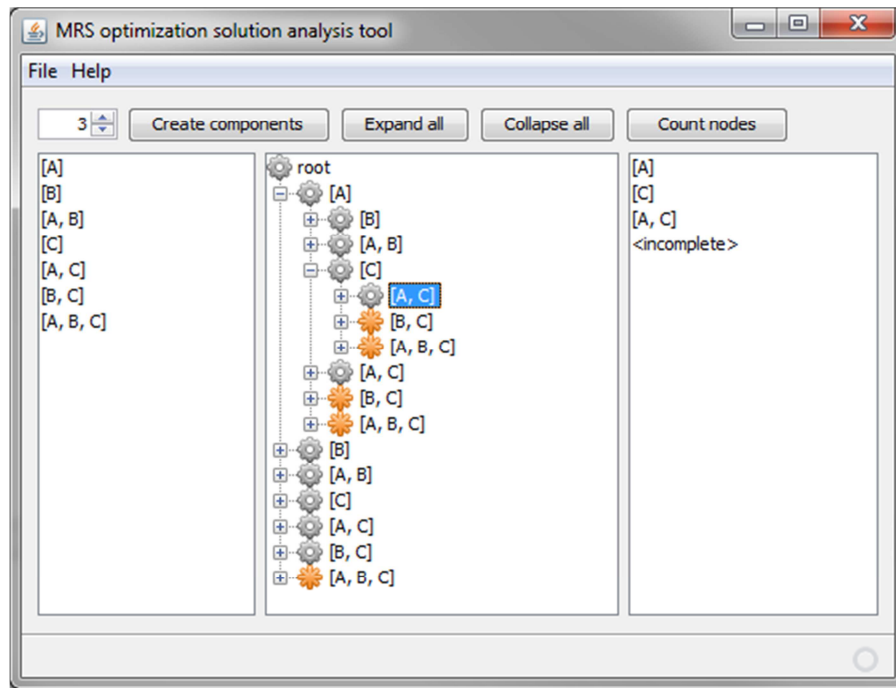 MRS optimization solution analysis tool
File Help
3 Create components Expand all Collapse all Count nodes
[A]
[B]
[A, B]
[C]
[A, C]
[B, C]
[A, B, C]
root
[A]
[B]
[A, B]
[C]
[A, C]
[B, C]
[A, B, C]
[A, C]
[B, C]
[A, B, C]
[B]
[A, B]
[C]
[A, C]
[B, C]
[A, B, C]
[A]
[C]
[A, C]
<incomplete>